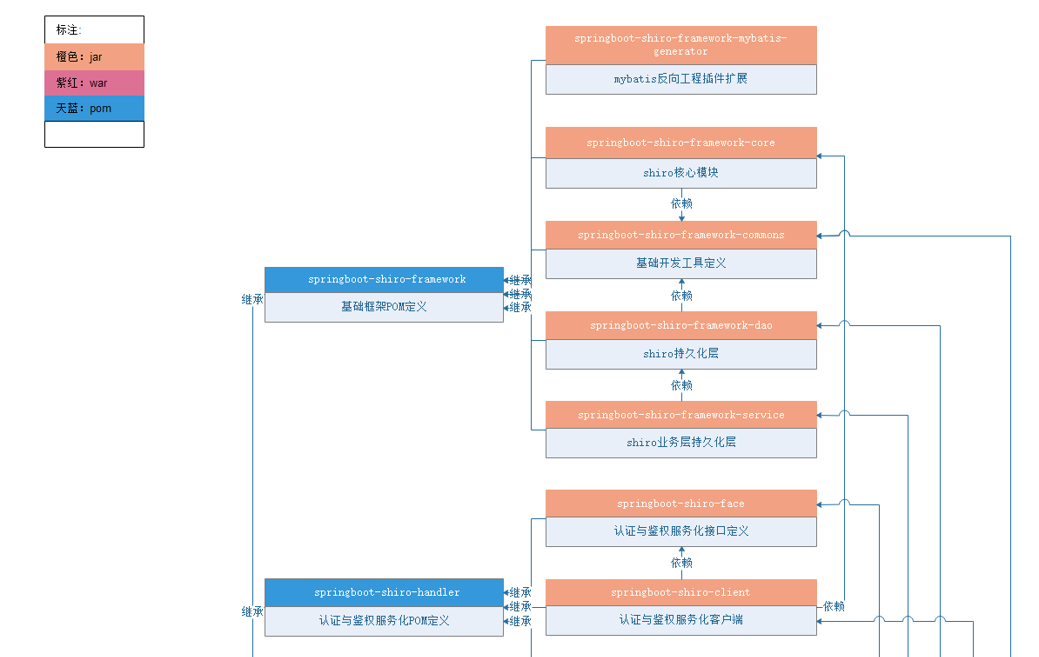 标注:
橙色：jar
紫红：war
天蓝：pom
springboot-shiro-framework-mybatis-
generator
mybatis反向工程插件扩展
springboot-shiro-framework-core
shiro核心模块
依赖
springboot-shiro-framework-commons
基础开发工具定义
springboot-shiro-framework
基础框架POM定义
继承
继承
继承
继承
依赖
springboot-shiro-framework-dao
shiro持久化层
依赖
springboot-shiro-framework-service
shiro业务层持久化层
springboot-shiro-face
认证与鉴权服务化接口定义
依赖
springboot-shiro-handler
认证与鉴权服务化POM定义
继承
继承
继承
继承
springboot-shiro-client
认证与鉴权服务化客户端
依赖